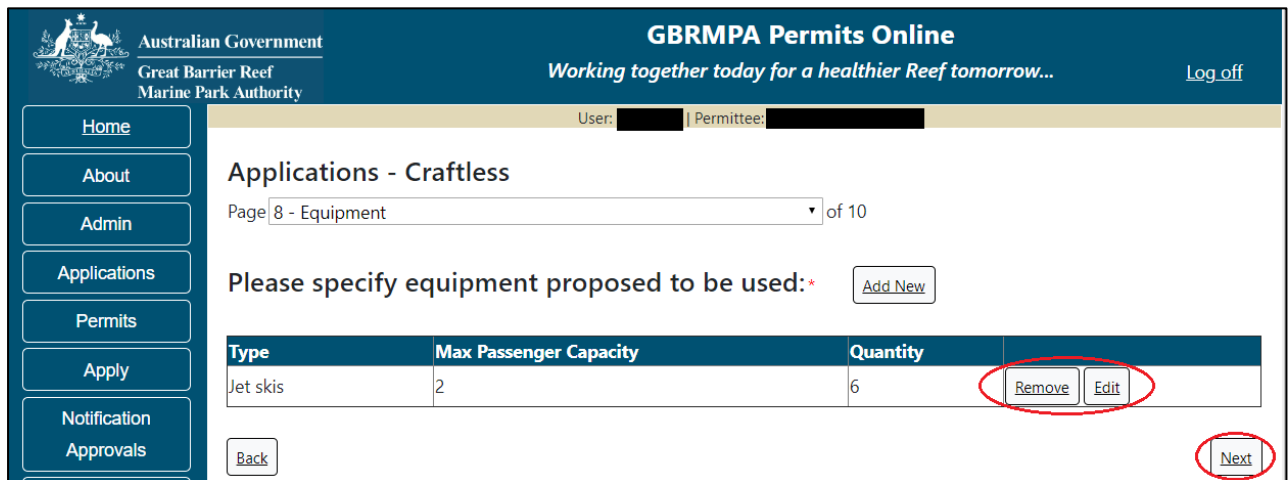 Australian Government
Great Barrier Reef
Marine Park Authority
GBRMPA Permits Online
Working together today for a healthier Reef tomorrow...
Log off
User: | Permittee:
Home
About
Admin
Applications
Permits
Apply
Notification
Approvals
Applications - Craftless
Page 8 - Equipment of 10
Please specify equipment proposed to be used:* Add New
Type Max Passenger Capacity Quantity
Jet skis 2 6 Remove Edit
Back Next